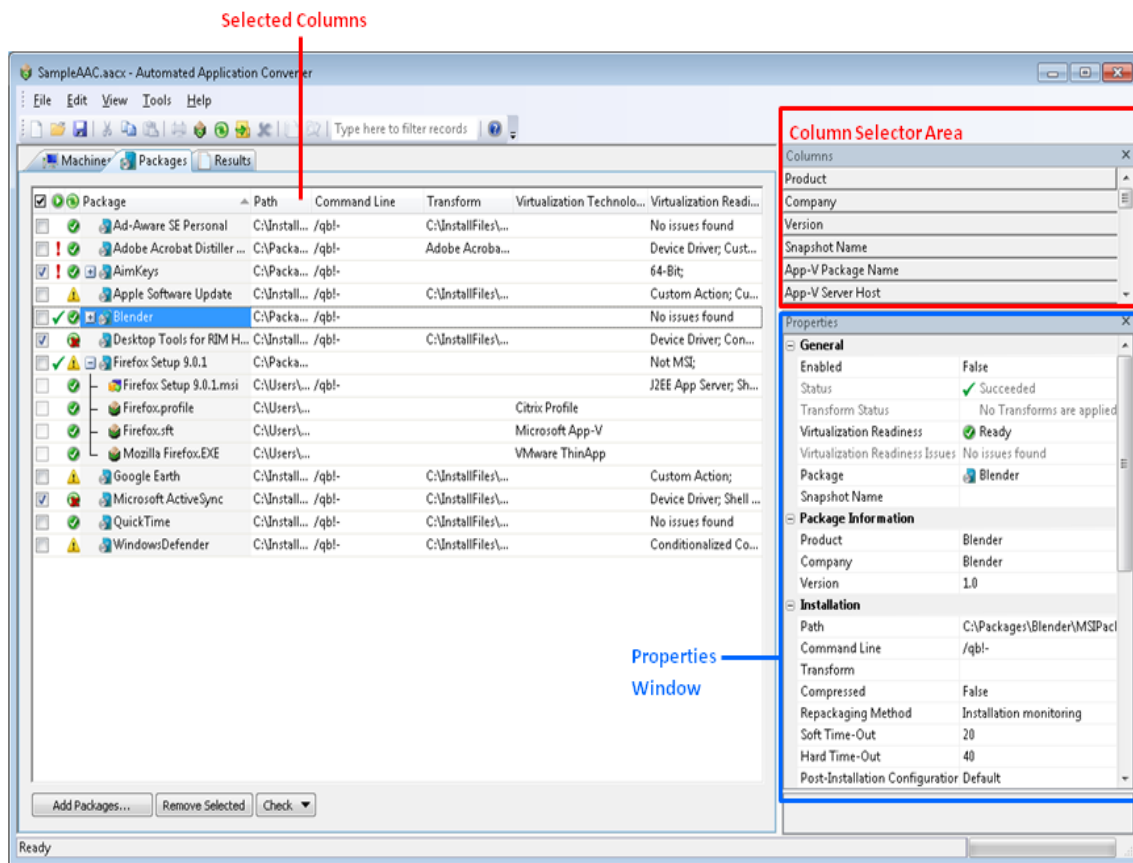 Selected Columns
SampleAAC.aacx - Automated Application Converter
File Edit View Tools Help
Type here to filter records
Machines Packages Results
Package Path Command Line Transform Virtualization Technolo... Virtualization Readi...
Ad-Aware SE Personal C:\Install... /qb!- C:\InstallFiles\... No issues found
Adobe Acrobat Distiller ... C:\Packa... /qb!- Adobe Acroba... Device Driver; Cust...
AimKeys C:\Packa... /qb!- 64-Bit;
Apple Software Update C:\Install... /qb!- C:\InstallFiles\... Custom Action; Cu...
Blender C:\Packa... /qb!- No issues found
Desktop Tools for RIM H... C:\Install... /qb!- C:\InstallFiles\... Device Driver; Con...
Firefox Setup 9.0.1 C:\Packa... Not MSI;
Firefox Setup 9.0.1.msi C:\Users\... /qb!- J2EE App Server; Sh...
Firefox.profile C:\Users\... Citrix Profile
Firefox.sft C:\Users\... Microsoft App-V
Mozilla Firefox.EXE C:\Users\... VMware ThinApp
Google Earth C:\Install... /qb!- C:\InstallFiles\... Custom Action;
Microsoft ActiveSync C:\Install... /qb!- C:\InstallFiles\... Device Driver; Shell ...
QuickTime C:\Install... /qb!- C:\InstallFiles\... No issues found
WindowsDefender C:\Install... /qb!- C:\InstallFiles\... Conditionalized Co...
Add Packages... Remove Selected Check
Ready
Column Selector Area
Columns
Product
Company
Version
Snapshot Name
App-V Package Name
App-V Server Host
Properties Window
Properties
General
Enabled False
Status Succeeded
Transform Status No Transforms are applied
Virtualization Readiness Ready
Virtualization Readiness Issues No issues found
Package Blender
Snapshot Name
Package Information
Product Blender
Company Blender
Version 1.0
Installation
Path C:\Packages\Blender\MSIPacl
Command Line /qb!-
Transform
Compressed False
Repackaging Method Installation monitoring
Soft Time-Out 20
Hard Time-Out 40
Post-Installation Configuration Default